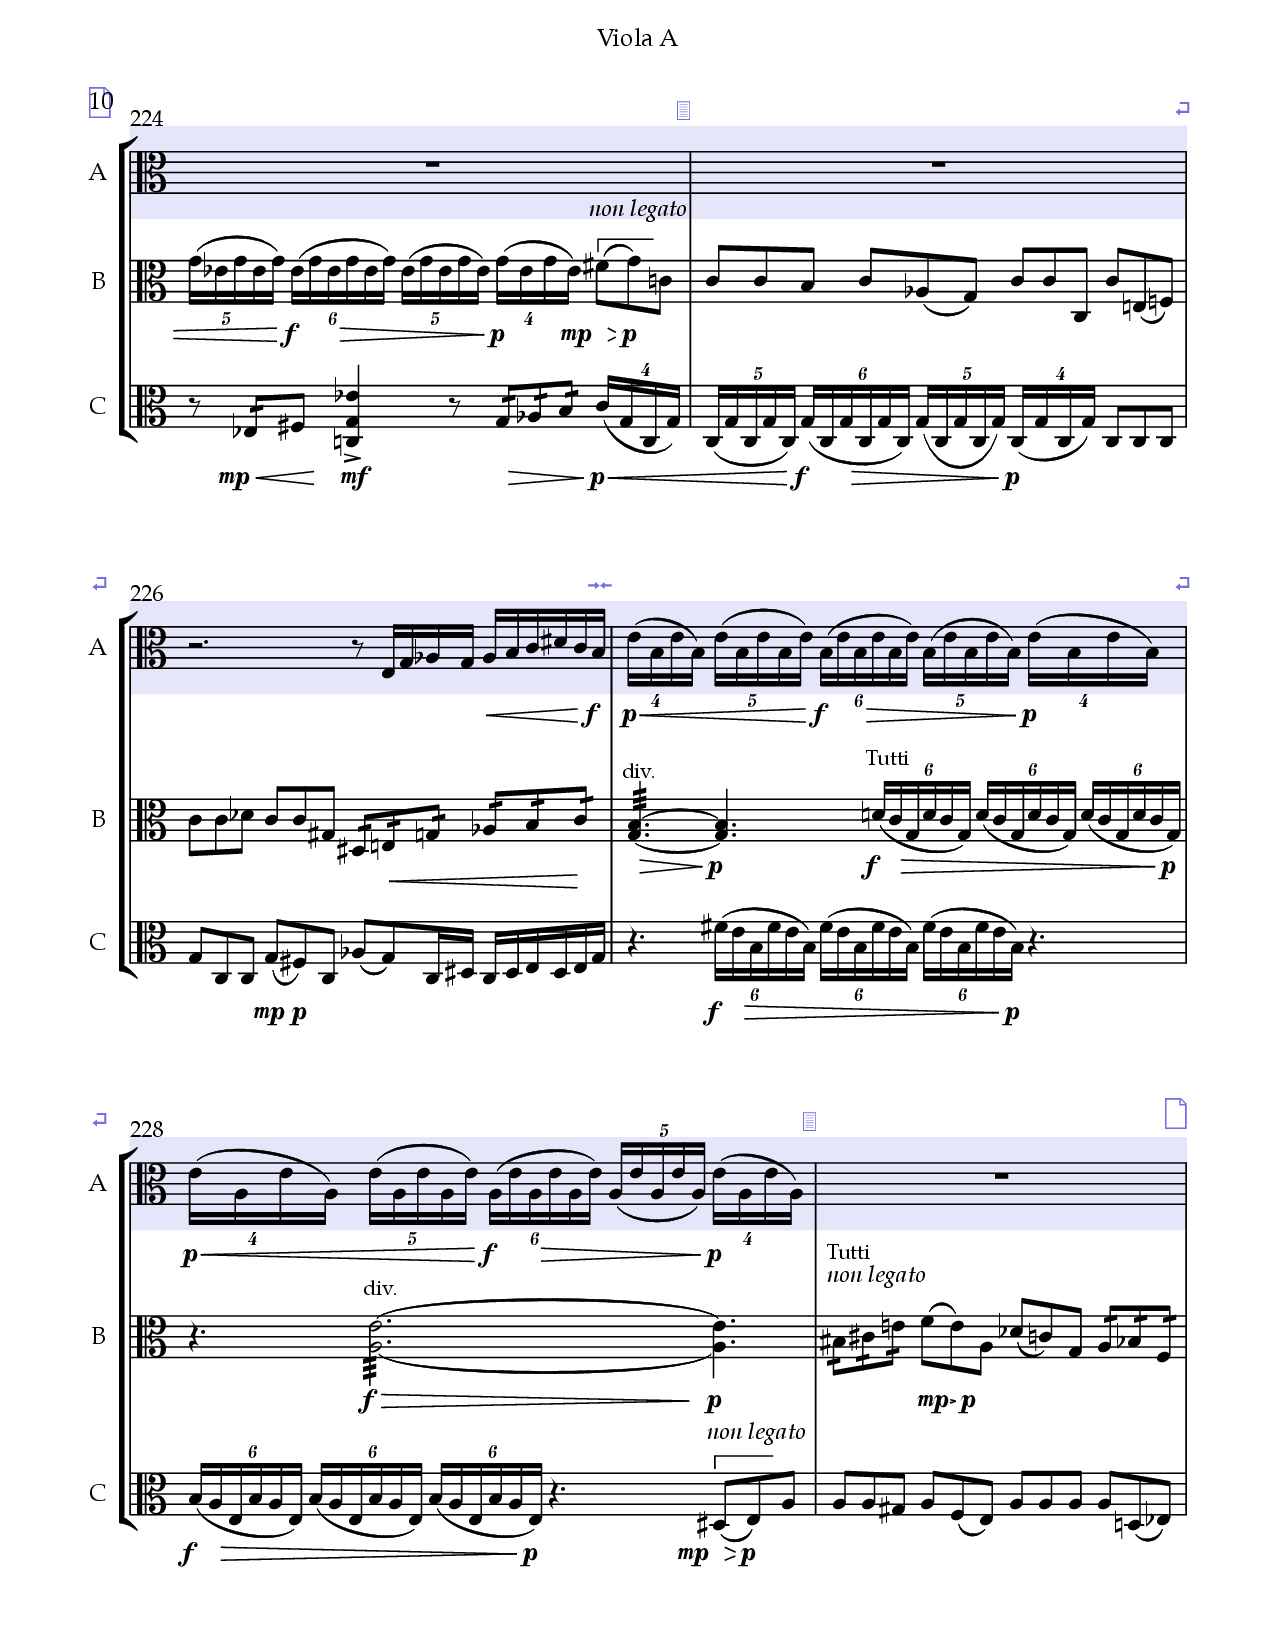 Viola A
10
224
A
non legato
B
5 6 5 4
f p mp p
C
4
5 6 5 4
mp mf p f p
226
A
f
4 5 6 5 4
p f p
div.
Tutti
B
6 6 6
p f p
C
mp p
6 6 6
f p
228
A
5
4 5 6 4
p f p
Tutti
non legato
div.
B
f p mp p
non legato
C
6 6 6
f p mp p